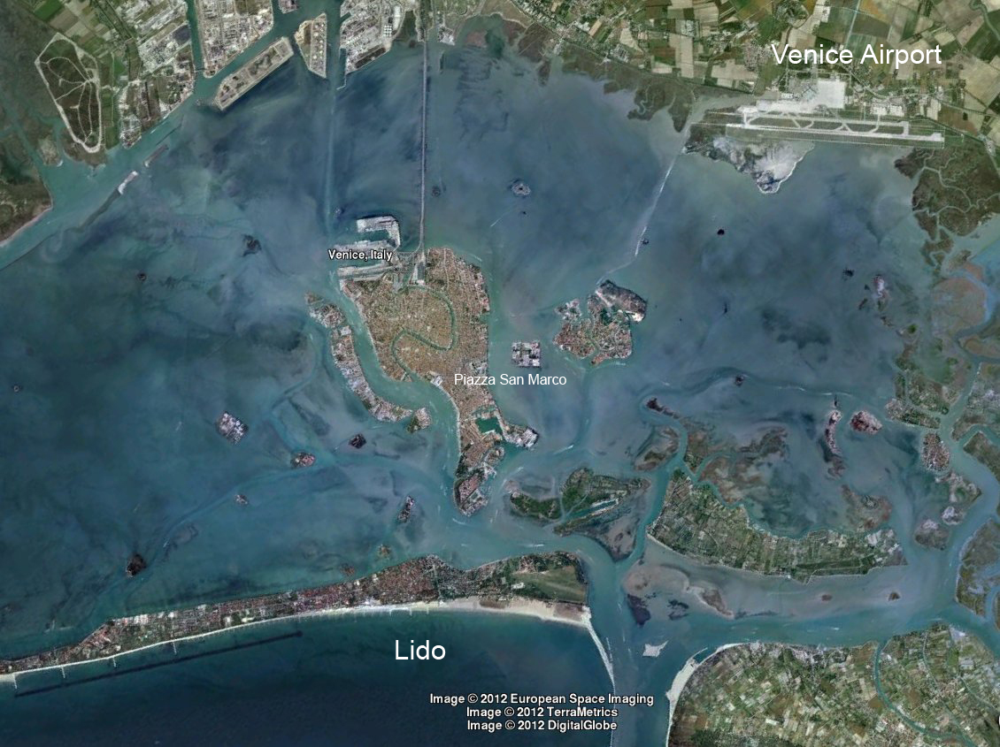 Venice Airport
Venice, Italy
Piazza San Marco
Lido
Image © 2012 European Space Imaging
Image © 2012 TerraMetrics
Image © 2012 DigitalGlobe